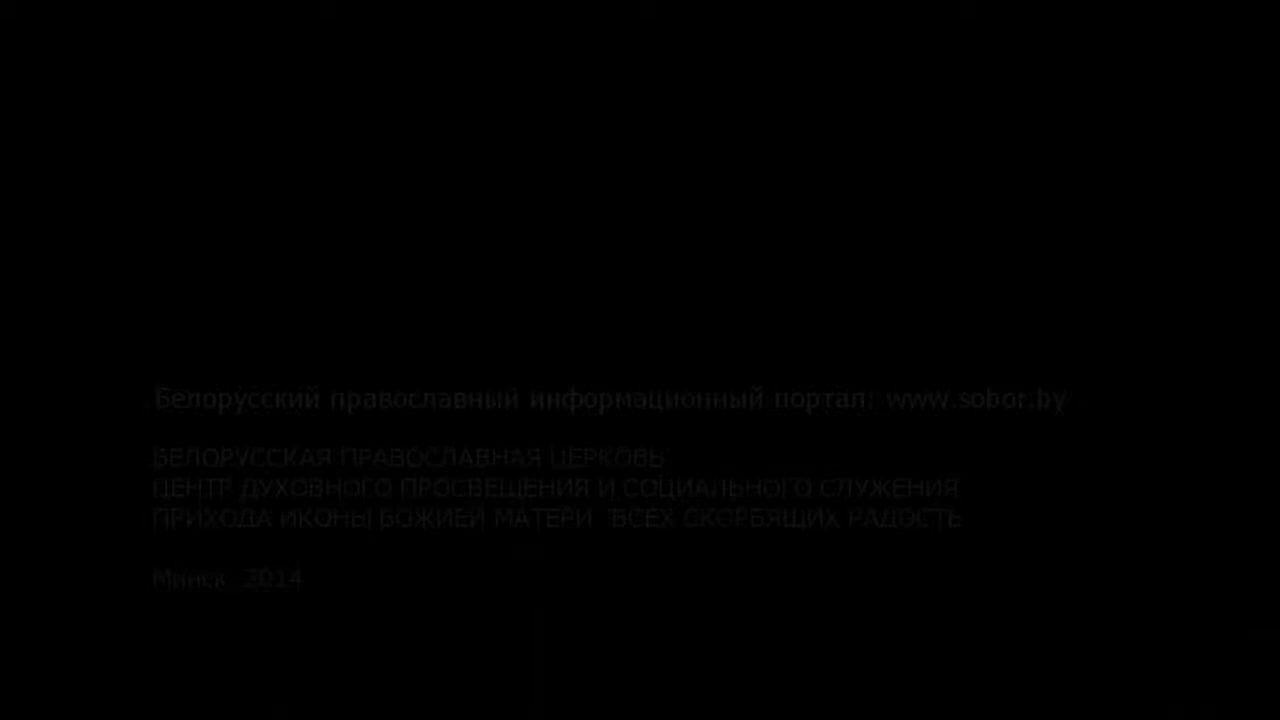 Белорусский православный информационный портал: www.sobor.by
БЕЛОРУССКАЯ ПРАВОСЛАВНАЯ ЦЕРКОВЬ
ЦЕНТР ДУХОВНОГО ПРОСВЕЩЕНИЯ И СОЦИАЛЬНОГО СЛУЖЕНИЯ
ПРИХОДА ИКОНЫ БОЖИЕЙ МАТЕРИ "ВСЕХ СКОРБЯЩИХ РАДОСТЬ
Минск, 2014